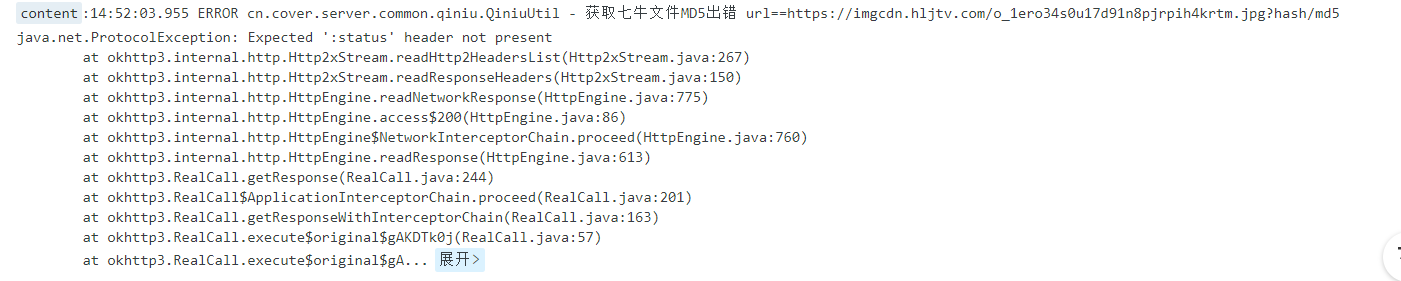 content:14:52:03.955 ERROR cn.cover.server.common.qiniu.QiniuUtil - 获取七牛文件MD5出错 url==https://imgcdn.hljtv.com/o_1ero34s0u17d91n8pjrpih4krtm.jpg?hash/md5
java.net.ProtocolException: Expected ':status' header not present
at okhttp3.internal.http.Http2xStream.readHttp2HeadersList(Http2xStream.java:267)
at okhttp3.internal.http.Http2xStream.readResponseHeaders(Http2xStream.java:150)
at okhttp3.internal.http.HttpEngine.readNetworkResponse(HttpEngine.java:775)
at okhttp3.internal.http.HttpEngine.access$200(HttpEngine.java:86)
at okhttp3.internal.http.HttpEngine$NetworkInterceptorChain.proceed(HttpEngine.java:760)
at okhttp3.internal.http.HttpEngine.readResponse(HttpEngine.java:613)
at okhttp3.RealCall.getResponse(RealCall.java:244)
at okhttp3.RealCall$ApplicationInterceptorChain.proceed(RealCall.java:201)
at okhttp3.RealCall.getResponseWithInterceptorChain(RealCall.java:163)
at okhttp3.RealCall.execute$original$gAKDTk0j(RealCall.java:57)
at okhttp3.RealCall.execute$original$gA... 展开>